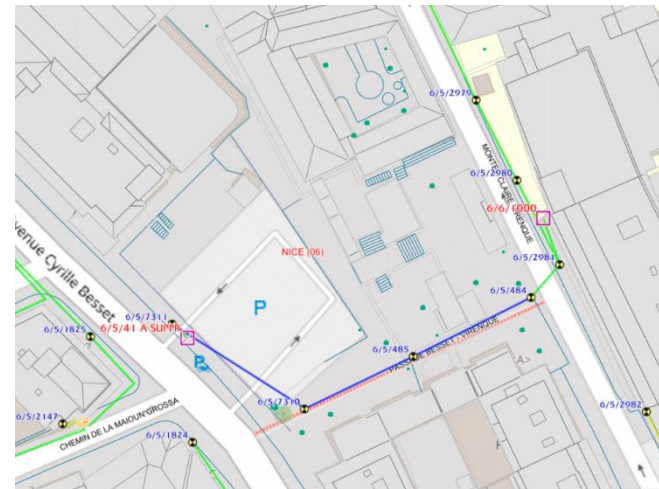 6/5/2979
MONTEE CLAIRE VIRENQUE
6/5/2980
6/6/1000
NICE (06)
6/5/2981
Avenue Cyrille Besset
6/5/484
P
6/5/7311
6/5/41 A SUPPR
6/5/1825
6/5/485
PASSAGE BESSET - VIRENQUE
P
6/5/7310
6/5/2982
6/5/2147
CHEMIN DE LA MAIOUN'GROSSA
6/5/1824